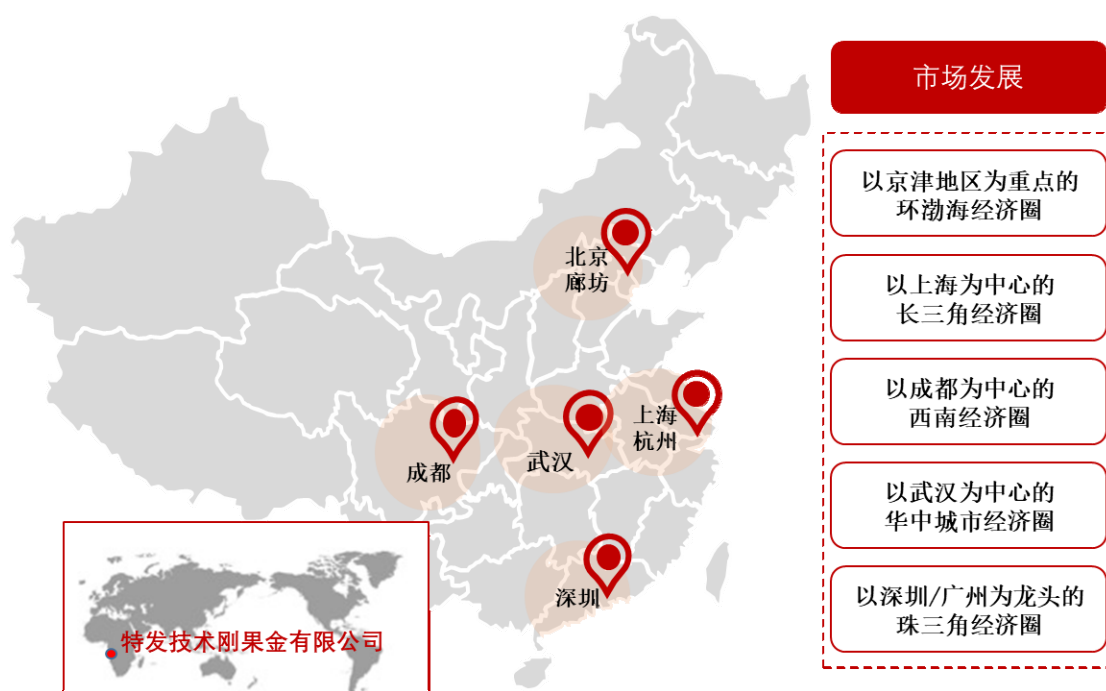 市场发展
以京津地区为重点的
环渤海经济圈
以上海为中心的
长三角经济圈
以成都为中心的
西南经济圈
以武汉为中心的
华中城市经济圈
以深圳/广州为龙头的
珠三角经济圈
北京
廊坊
上海
杭州
武汉
成都
深圳
特发技术刚果金有限公司